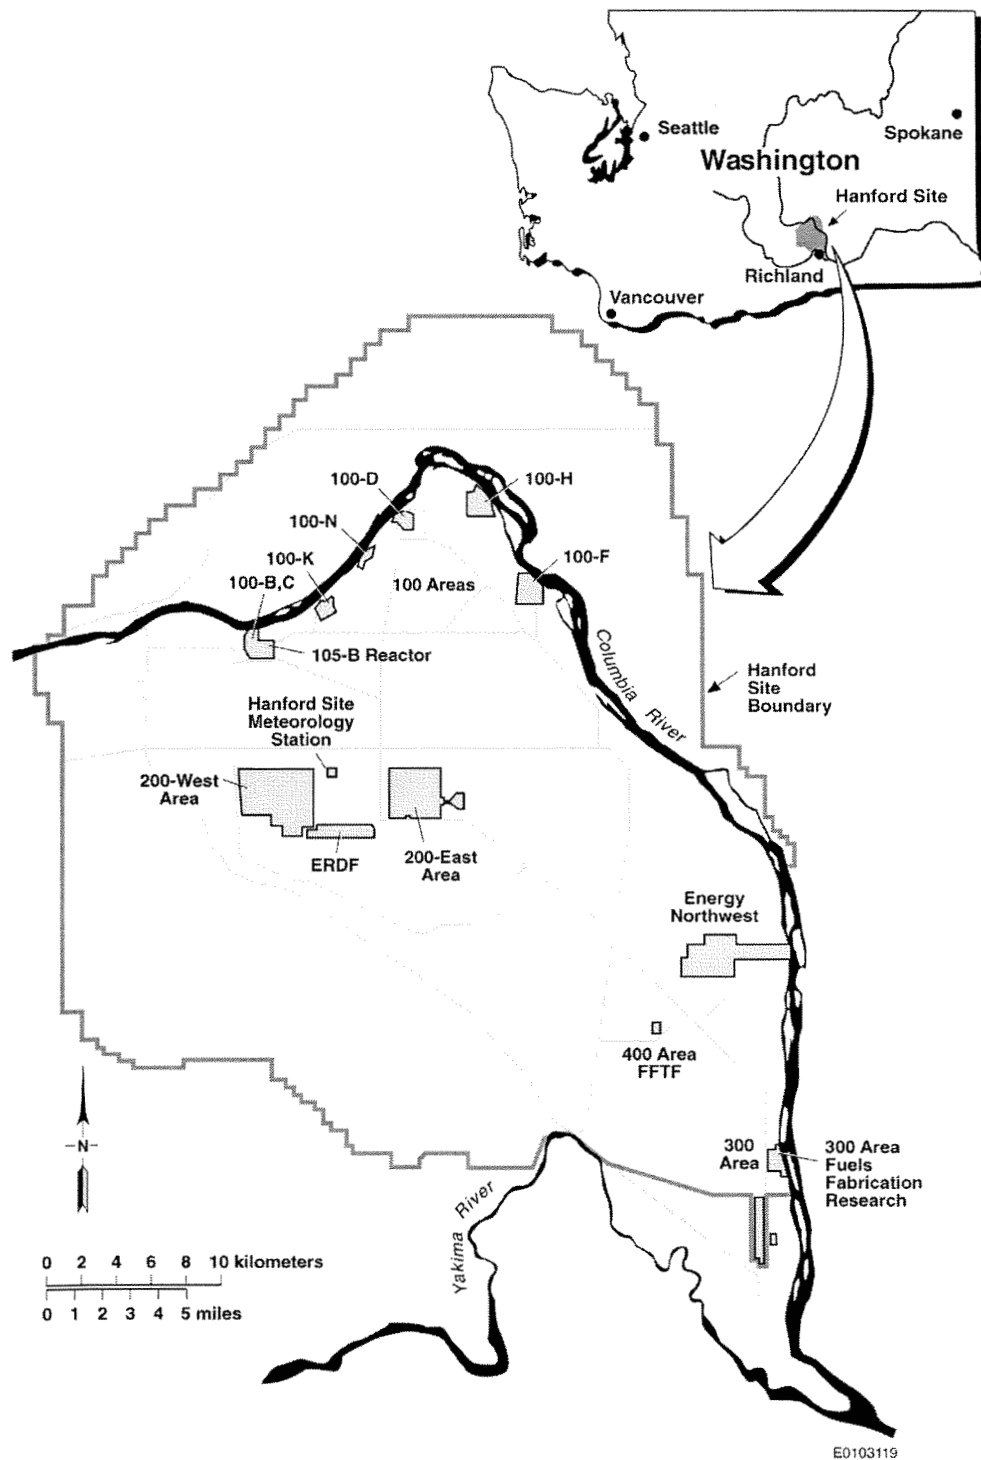 Seattle
Spokane
Washington
Hanford Site
Richland
Vancouver
100-D
100-H
100-N
100-K
100-F
100-B,C
100 Areas
105-B Reactor
Columbia River
Hanford
Site
Boundary
Hanford Site
Meteorology
Station
200-West
Area
ERDF
200-East
Area
Energy
Northwest
400 Area
FFTF
N
300
Area
300 Area
Fuels
Fabrication
Research
Yakima River
0 2 4 6 8 10 kilometers
0 1 2 3 4 5 miles
E0103119